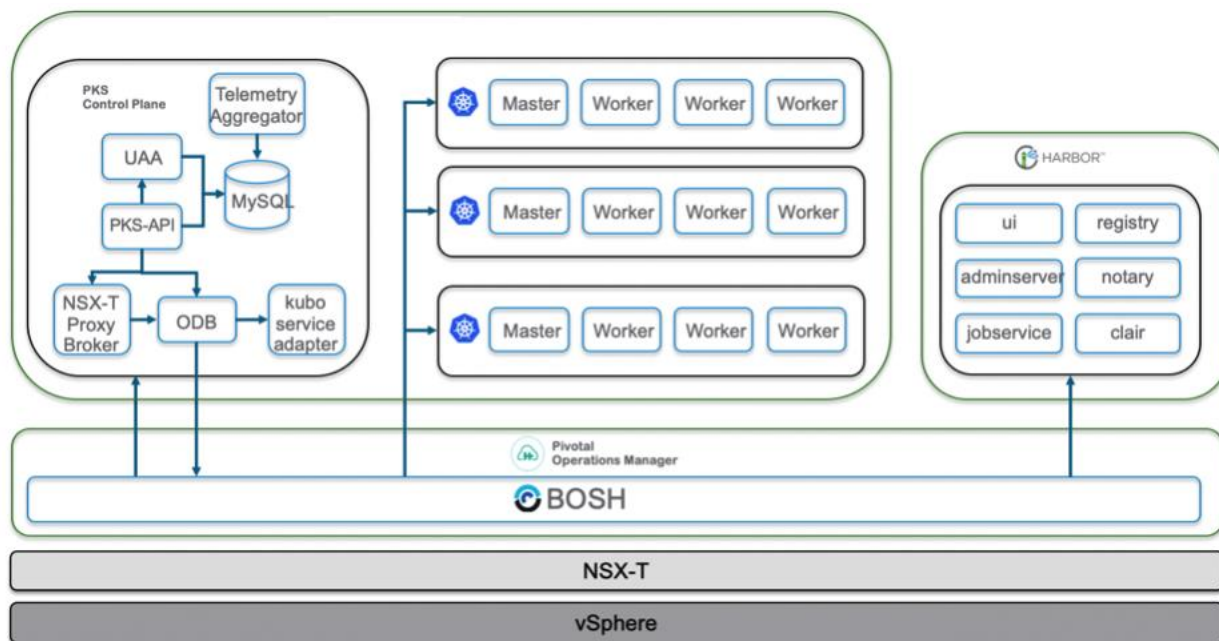 PKS
Control Plane
Telemetry
Aggregator
UAA
MySQL
PKS-API
NSX-T
Proxy
Broker
ODB
kubo
service
adapter
Master Worker Worker Worker
Master Worker Worker Worker
Master Worker Worker Worker
HARBOR™
ui registry
adminserver notary
jobservice clair
Pivotal
Operations Manager
BOSH
NSX-T
vSphere